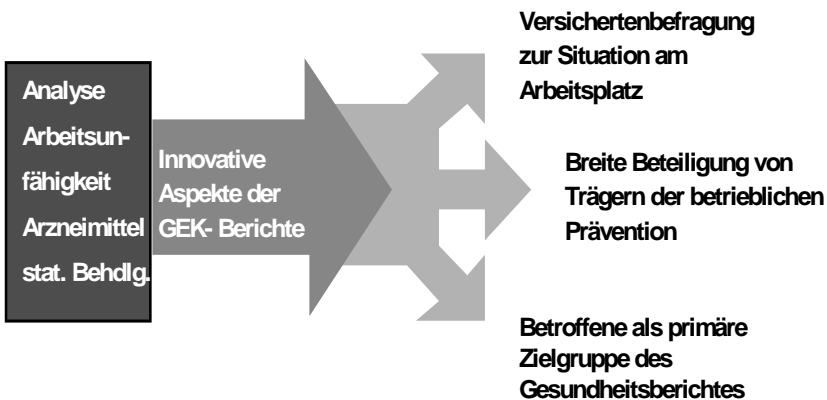 Analyse
Arbeitsun-
fähigkeit
Arzneimittel
stat. Behdlg.
Innovative
Aspekte der
GEK- Berichte
Versichertenbefragung
zur Situation am
Arbeitsplatz
Breite Beteiligung von
Trägern der betrieblichen
Prävention
Betroffene als primäre
Zielgruppe des
Gesundheitsberichtes